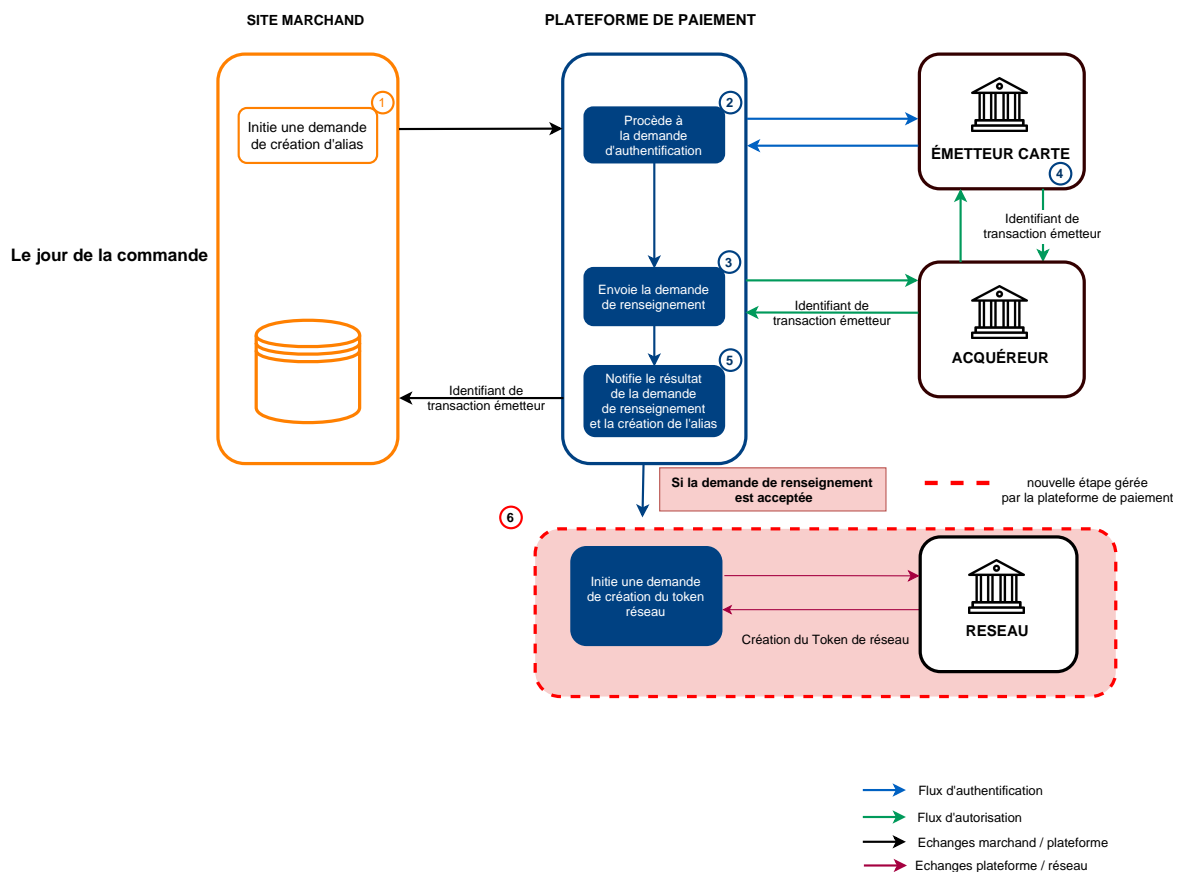 SITE MARCHAND
PLATEFORME DE PAIEMENT
1
Initie une demande
de création d'alias
2
Procède à
la demande
d'authentification
ÉMETTEUR CARTE
4
Identifiant de
transaction émetteur
Le jour de la commande
3
Envoie la demande
de renseignement
Identifiant de
transaction émetteur
ACQUÉREUR
5
Notifie le résultat
de la demande
de renseignement
et la création de l'alias
Identifiant de
transaction émetteur
Si la demande de renseignement
est acceptée
nouvelle étape gérée
par la plateforme de paiement
6
Initie une demande
de création du token
réseau
Création du Token de réseau
RESEAU
Flux d'authentification
Flux d'autorisation
Echanges marchand / plateforme
Echanges plateforme / réseau